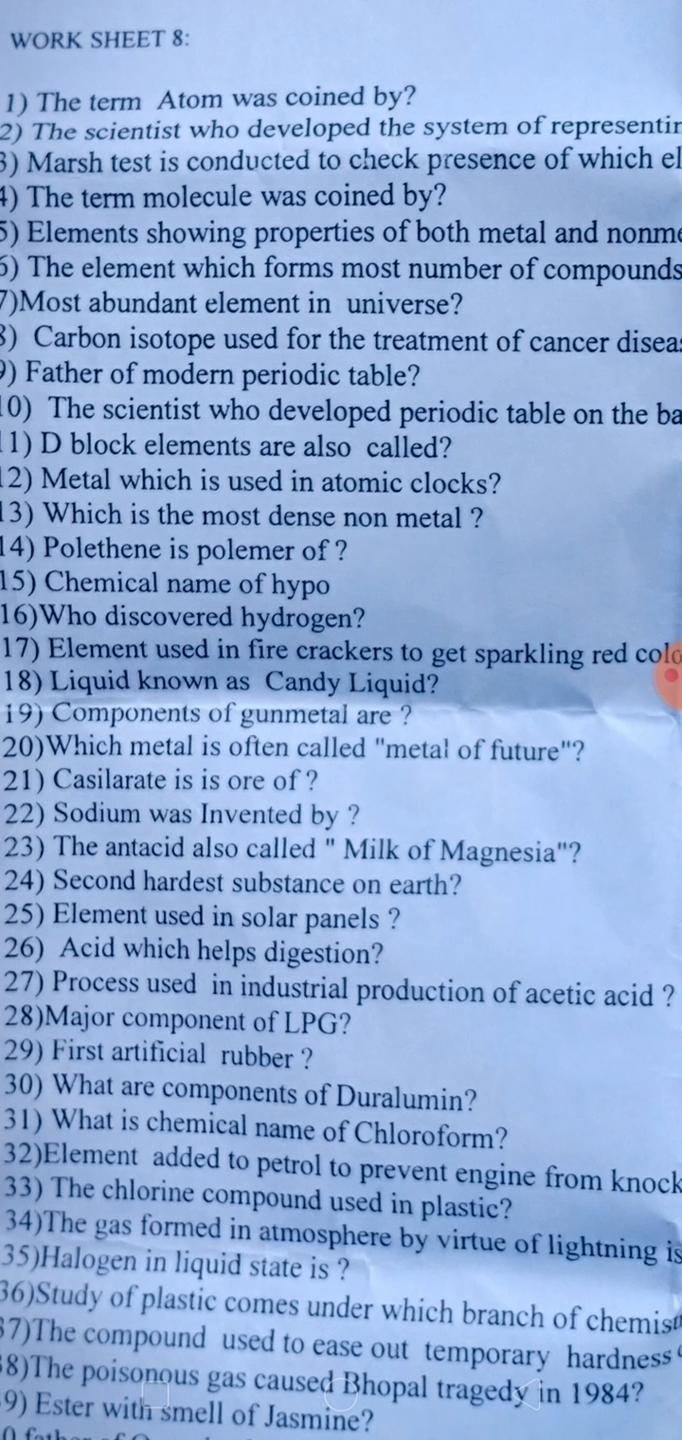 WORK SHEET 8:
1) The term Atom was coined by?
2) The scientist who developed the system of representin
3) Marsh test is conducted to check presence of which el
4) The term molecule was coined by?
5) Elements showing properties of both metal and nonme
6) The element which forms most number of compounds
7)Most abundant element in universe?
8) Carbon isotope used for the treatment of cancer diseas
9) Father of modern periodic table?
10) The scientist who developed periodic table on the ba
11) D block elements are also called?
12) Metal which is used in atomic clocks?
13) Which is the most dense non metal ?
14) Polethene is polemer of ?
15) Chemical name of hypo
16)Who discovered hydrogen?
17) Element used in fire crackers to get sparkling red colo
18) Liquid known as Candy Liquid?
19) Components of gunmetal are ?
20)Which metal is often called "metal of future"?
21) Casilarate is is ore of ?
22) Sodium was Invented by ?
23) The antacid also called " Milk of Magnesia"?
24) Second hardest substance on earth?
25) Element used in solar panels ?
26) Acid which helps digestion?
27) Process used in industrial production of acetic acid ?
28)Major component of LPG?
29) First artificial rubber ?
30) What are components of Duralumin?
31) What is chemical name of Chloroform?
32)Element added to petrol to prevent engine from knock
33) The chlorine compound used in plastic?
34)The gas formed in atmosphere by virtue of lightning is
35)Halogen in liquid state is ?
36)Study of plastic comes under which branch of chemist
37)The compound used to ease out temporary hardness
38)The poisonous gas caused Bhopal tragedy in 1984?
39) Ester with smell of Jasmine?